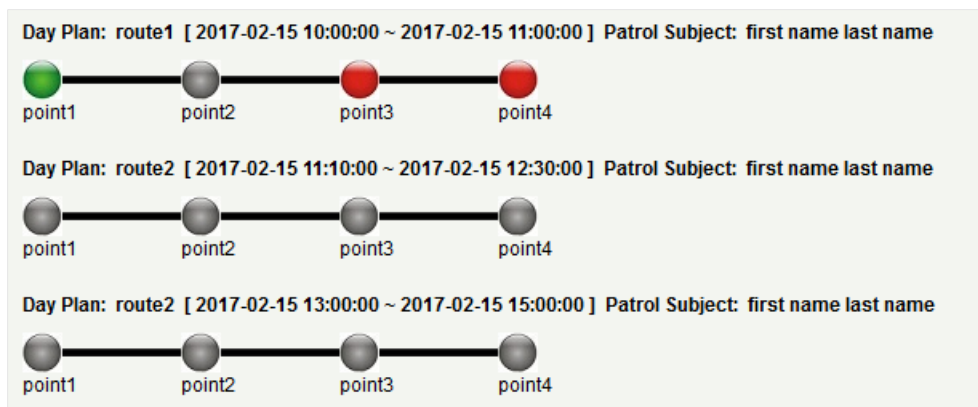 Day Plan: route1 [ 2017-02-15 10:00:00 ~ 2017-02-15 11:00:00 ] Patrol Subject: first name last name
point1 point2 point3 point4
Day Plan: route2 [ 2017-02-15 11:10:00 ~ 2017-02-15 12:30:00 ] Patrol Subject: first name last name
point1 point2 point3 point4
Day Plan: route2 [ 2017-02-15 13:00:00 ~ 2017-02-15 15:00:00 ] Patrol Subject: first name last name
point1 point2 point3 point4